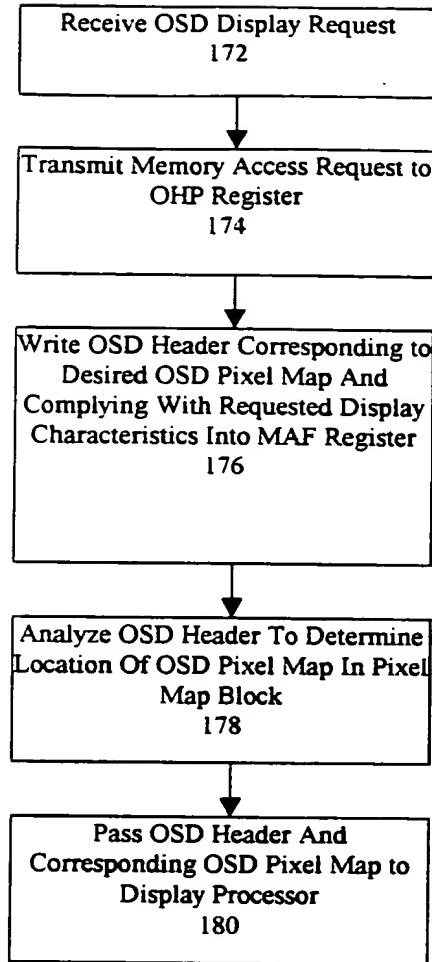 Receive OSD Display Request
172
Transmit Memory Access Request to
OHP Register
174
Write OSD Header Corresponding to
Desired OSD Pixel Map And
Complying With Requested Display
Characteristics Into MAF Register
176
Analyze OSD Header To Determine
Location Of OSD Pixel Map In Pixel
Map Block
178
Pass OSD Header And
Corresponding OSD Pixel Map to
Display Processor
180